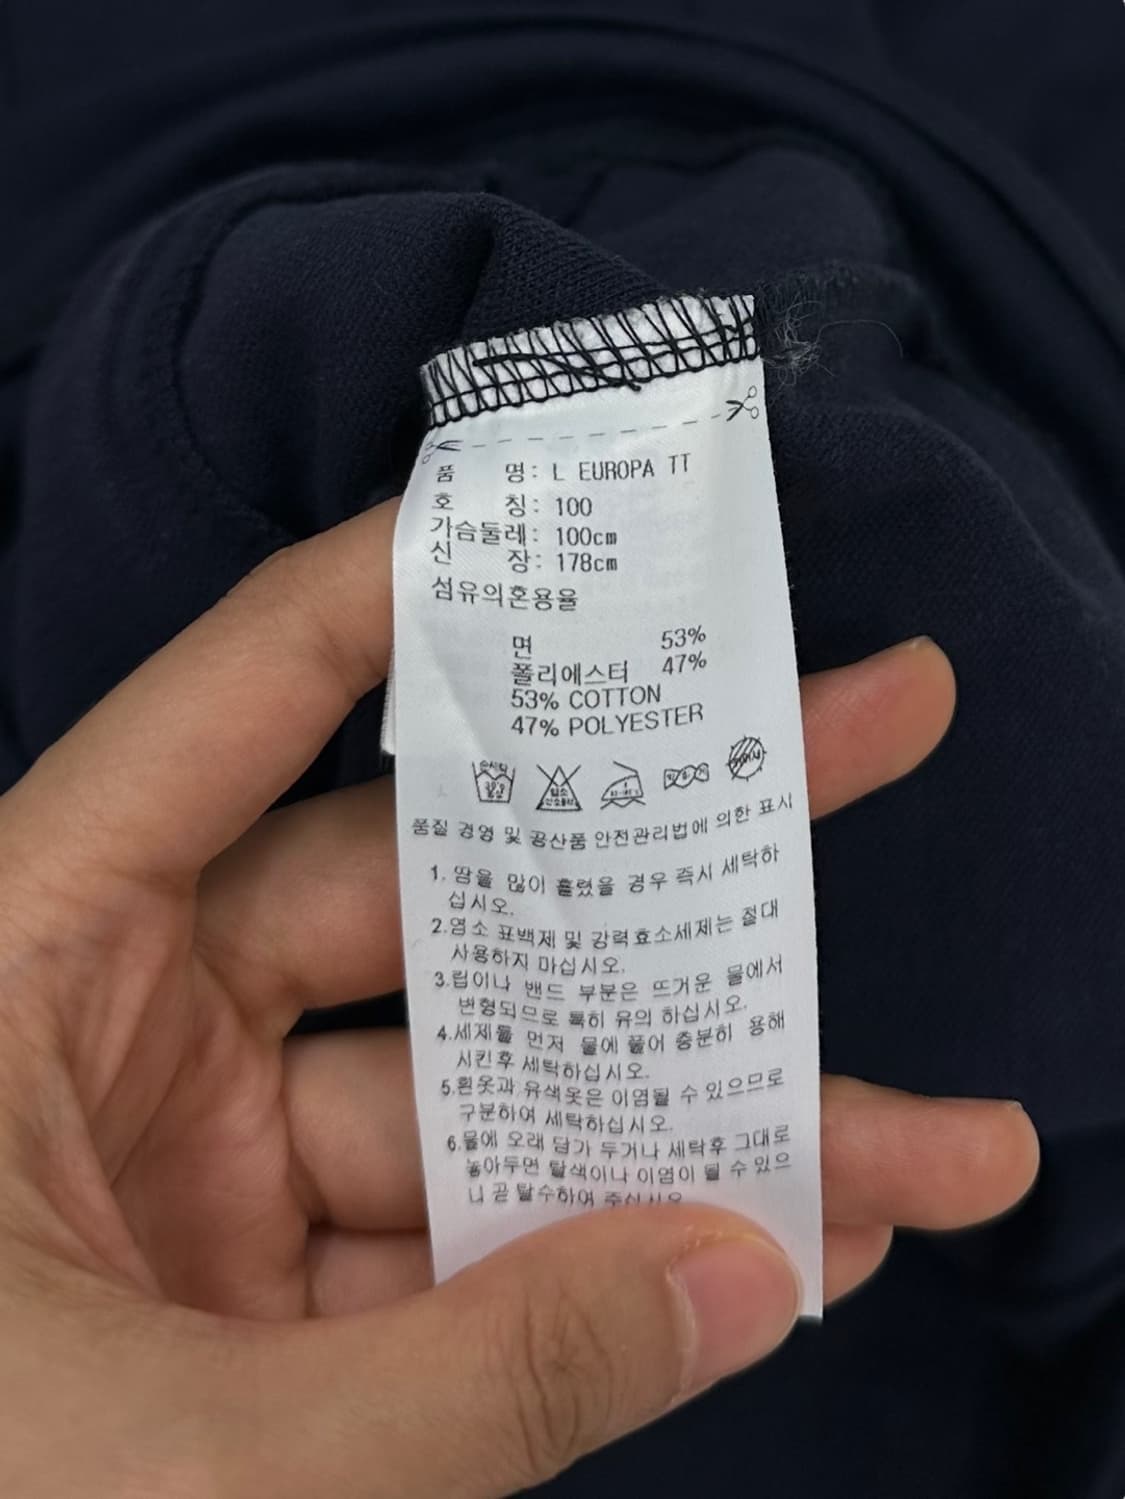 품 명: L EUROPA TT
호 칭: 100
가슴둘레: 100cm
신 장: 178cm
섬유의혼용율
면 53%
폴리에스터 47%
53% COTTON
47% POLYESTER
손세탁
염소
산소표백
품질 경영 및 공산품 안전관리법에 의한 표시
1. 땀을 많이 흘렸을 경우 즉시 세탁하
십시오.
2.염소 표백제 및 강력효소세제는 절대
사용하지 마십시오.
3.립이나 밴드 부분은 뜨거운 물에서
변형되므로 특히 유의 하십시오.
4.세제를 먼저 물에 풀어 충분히 용해
시킨후 세탁하십시오.
5.흰옷과 유색옷은 이염될 수 있으므로
구분하여 세탁하십시오.
6.물에 오래 담가 두거나 세탁후 그대로
놓아두면 탈색이나 이염이 될 수 있으
니 곧 탈수하여 주십시오